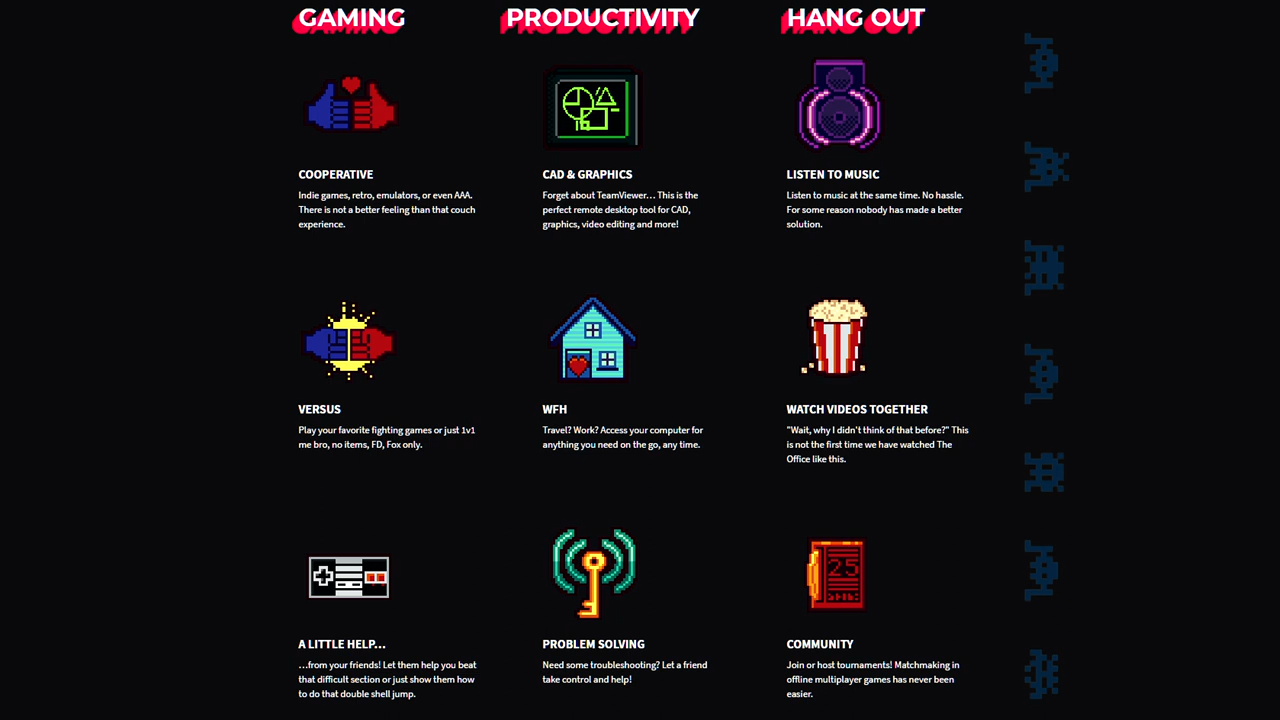 GAMING
PRODUCTIVITY
HANG OUT
COOPERATIVE
Indie games, retro, emulators, or even AAA.
There is not a better feeling than that couch
experience.
CAD & GRAPHICS
Forget about TeamViewer... This is the
perfect remote desktop tool for CAD,
graphics, video editing and more!
LISTEN TO MUSIC
Listen to music at the same time. No hassle.
For some reason nobody has made a better
solution.
VERSUS
Play your favorite fighting games or just 1v1
me bro, no items, FD, Fox only.
WFH
Travel? Work? Access your computer for
anything you need on the go, any time.
WATCH VIDEOS TOGETHER
"Wait, why I didn't think of that before?" This
is not the first time we have watched The
Office like this.
25
A LITTLE HELP...
...from your friends! Let them help you beat
that difficult section or just show them how
to do that double shell jump.
PROBLEM SOLVING
Need some troubleshooting? Let a friend
take control and help!
COMMUNITY
Join or host tournaments! Matchmaking in
offline multiplayer games has never been
easier.